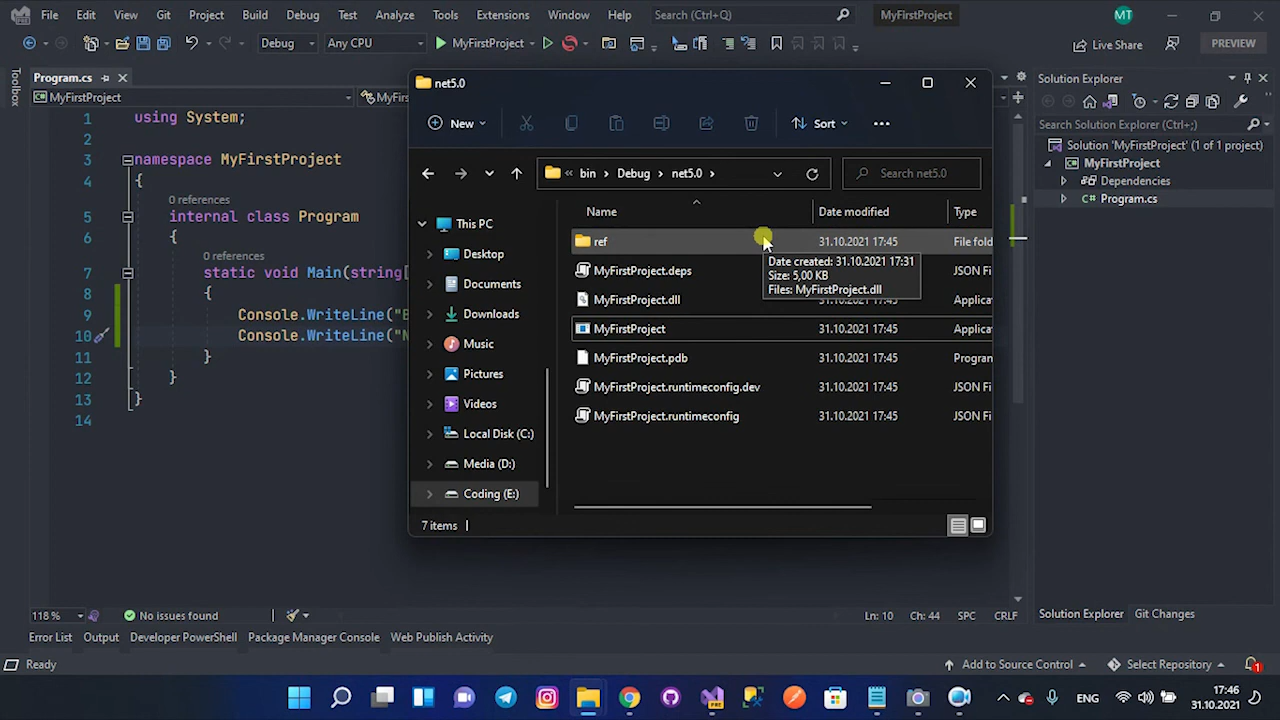 File Edit View Git Project Build Debug Test Analyze Tools Extensions Window Help Search (Ctrl+Q) MyFirstProject MT
Debug Any CPU MyFirstProject Live Share PREVIEW
Toolbox
Program.cs
MyFirstProject MyFirs
1 using System;
2
3 namespace MyFirstProject
4 {
0 references
5 internal class Program
6 {
0 references
7 static void Main(string[
8 {
9 Console.WriteLine("B
10 Console.WriteLine("N
11 }
12 }
13 }
14
net5.0
New Sort
« bin Debug net5.0 Search net5.0
This PC
Desktop
Documents
Downloads
Music
Pictures
Videos
Local Disk (C:)
Media (D:)
Coding (E:)
Name Date modified Type
ref 31.10.2021 17:45 File fold
MyFirstProject.deps JSON Fi
MyFirstProject.dll 31.10.2021 17:45 Applica
MyFirstProject 31.10.2021 17:45 Applica
MyFirstProject.pdb 31.10.2021 17:45 Program
MyFirstProject.runtimeconfig.dev 31.10.2021 17:45 JSON Fi
MyFirstProject.runtimeconfig 31.10.2021 17:45 JSON Fi
Date created: 31.10.2021 17:31
Size: 5,00 KB
Files: MyFirstProject.dll
7 items
Solution Explorer
Search Solution Explorer (Ctrl+;)
Solution 'MyFirstProject' (1 of 1 project)
MyFirstProject
Dependencies
C# Program.cs
118 % No issues found Ln: 10 Ch: 44 SPC CRLF
Solution Explorer Git Changes
Error List Output Developer PowerShell Package Manager Console Web Publish Activity
Ready Add to Source Control Select Repository 1
ENG 17:46
31.10.2021